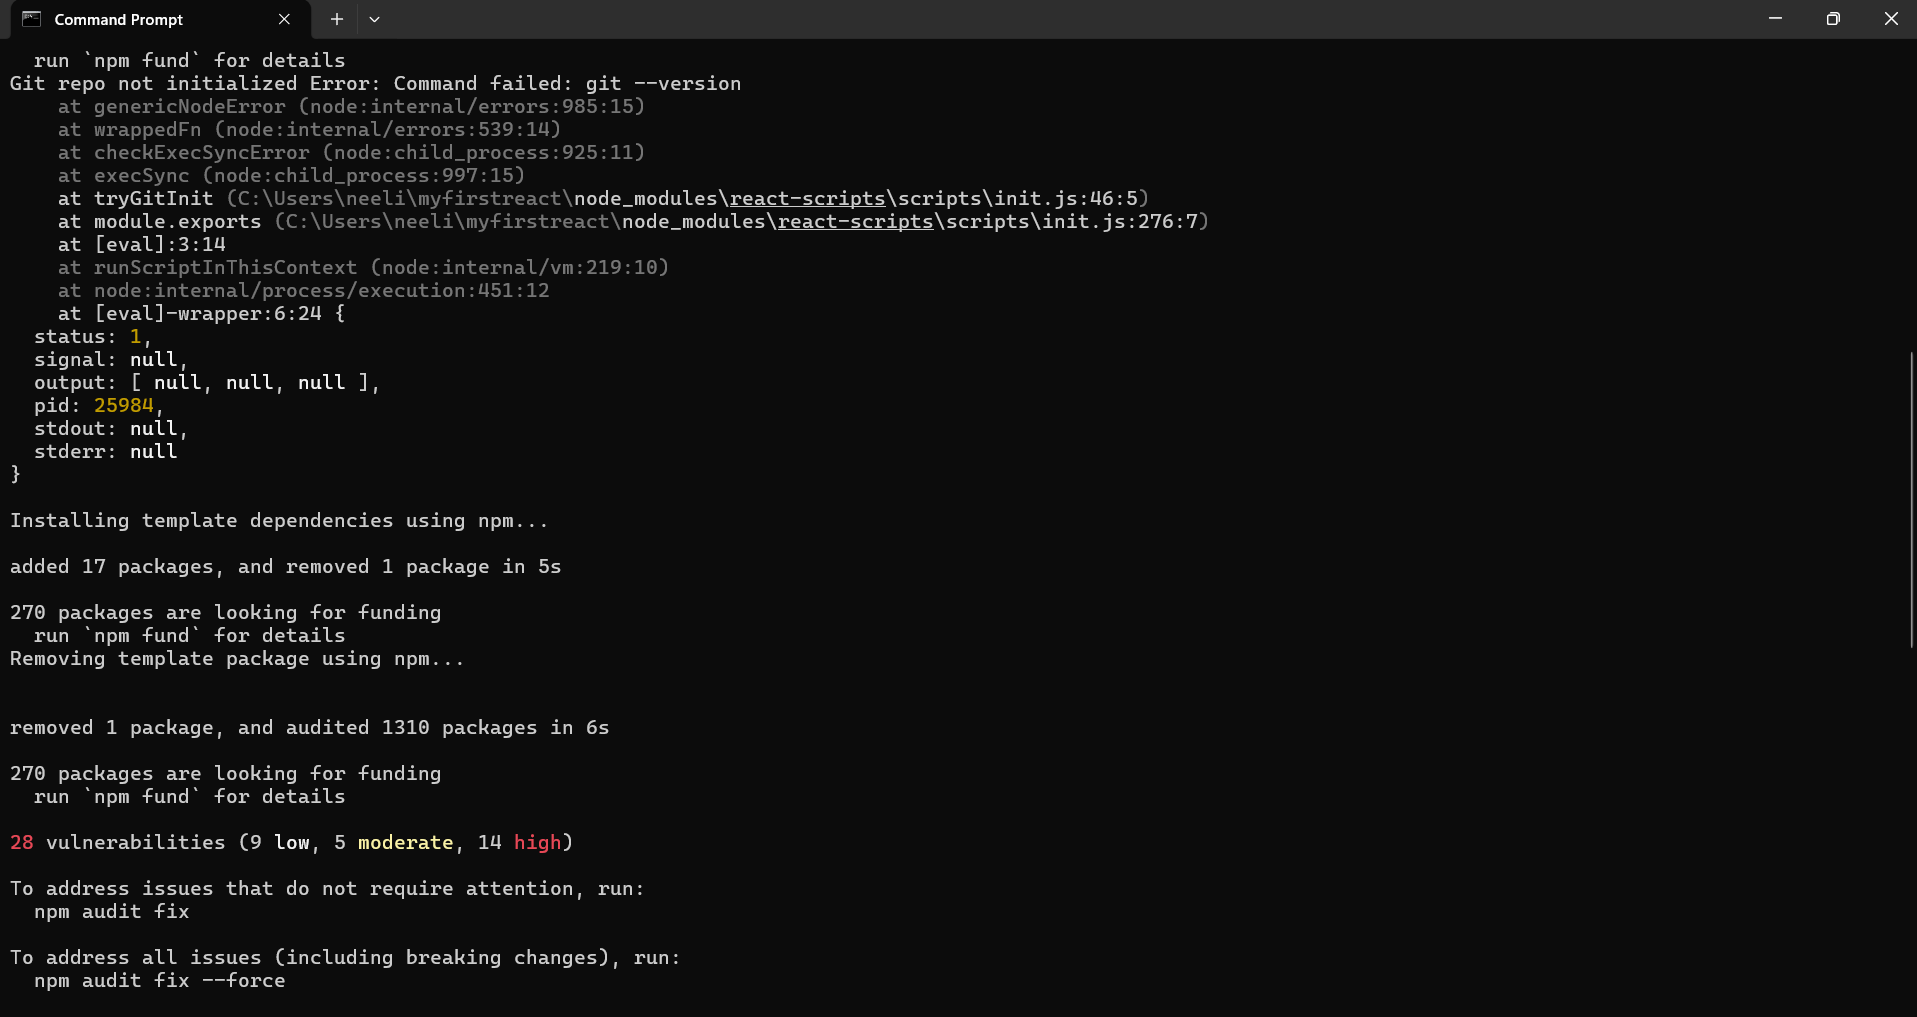 Command Prompt
run `npm fund` for details
Git repo not initialized Error: Command failed: git --version
at genericNodeError (node:internal/errors:985:15)
at wrappedFn (node:internal/errors:539:14)
at checkExecSyncError (node:child_process:925:11)
at execSync (node:child_process:997:15)
at tryGitInit (C:\Users\neeli\myfirstreact\node_modules\react-scripts\scripts\init.js:46:5)
at module.exports (C:\Users\neeli\myfirstreact\node_modules\react-scripts\scripts\init.js:276:7)
at [eval]:3:14
at runScriptInThisContext (node:internal/vm:219:10)
at node:internal/process/execution:451:12
at [eval]-wrapper:6:24 {
status: 1,
signal: null,
output: [ null, null, null ],
pid: 25984,
stdout: null,
stderr: null
}
Installing template dependencies using npm...
added 17 packages, and removed 1 package in 5s
270 packages are looking for funding
run `npm fund` for details
Removing template package using npm...
removed 1 package, and audited 1310 packages in 6s
270 packages are looking for funding
run `npm fund` for details
28 vulnerabilities (9 low, 5 moderate, 14 high)
To address issues that do not require attention, run:
npm audit fix
To address all issues (including breaking changes), run:
npm audit fix --force